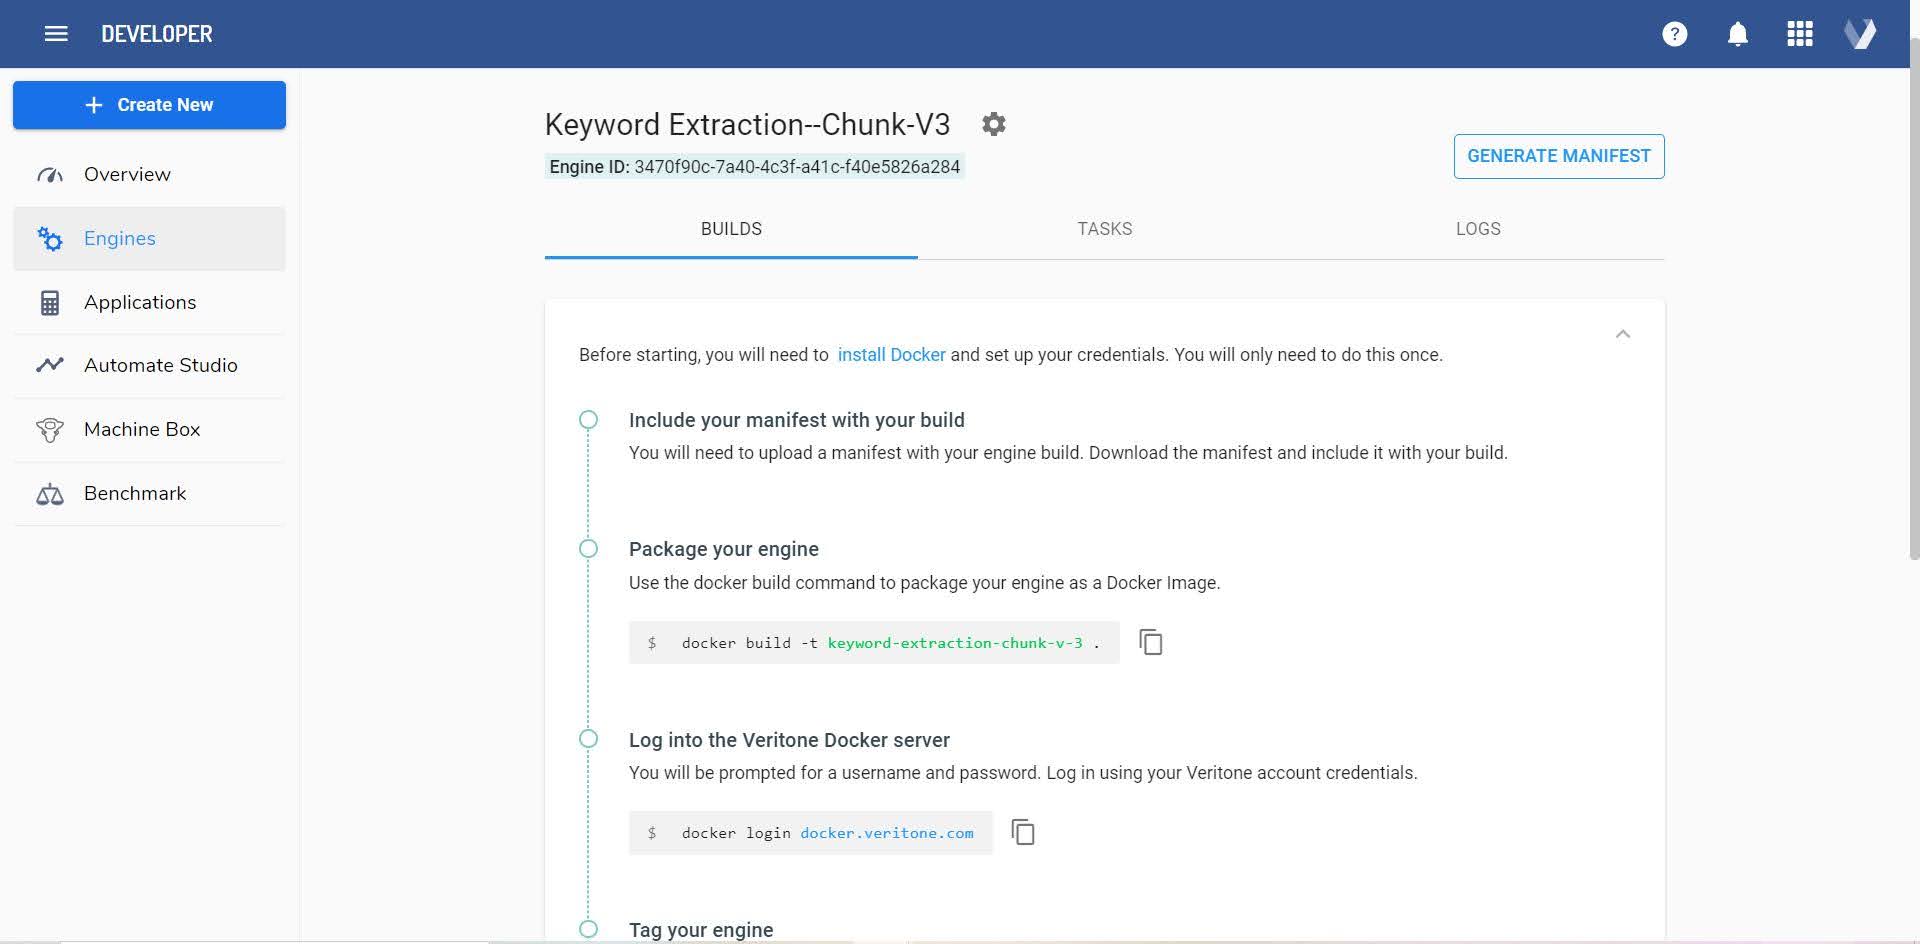 DEVELOPER
Create New
Overview
Engines
Applications
Automate Studio
Machine Box
Benchmark
Keyword Extraction--Chunk-V3
Engine ID: 3470f90c-7a40-4c3f-a41c-f40e5826a284
GENERATE MANIFEST
BUILDS
TASKS
LOGS
Before starting, you will need to install Docker and set up your credentials. You will only need to do this once.
Include your manifest with your build
You will need to upload a manifest with your engine build. Download the manifest and include it with your build.
Package your engine
Use the docker build command to package your engine as a Docker Image.
$ docker build -t keyword-extraction-chunk-v-3 .
Log into the Veritone Docker server
You will be prompted for a username and password. Log in using your Veritone account credentials.
$ docker login docker.veritone.com
Tag your engine